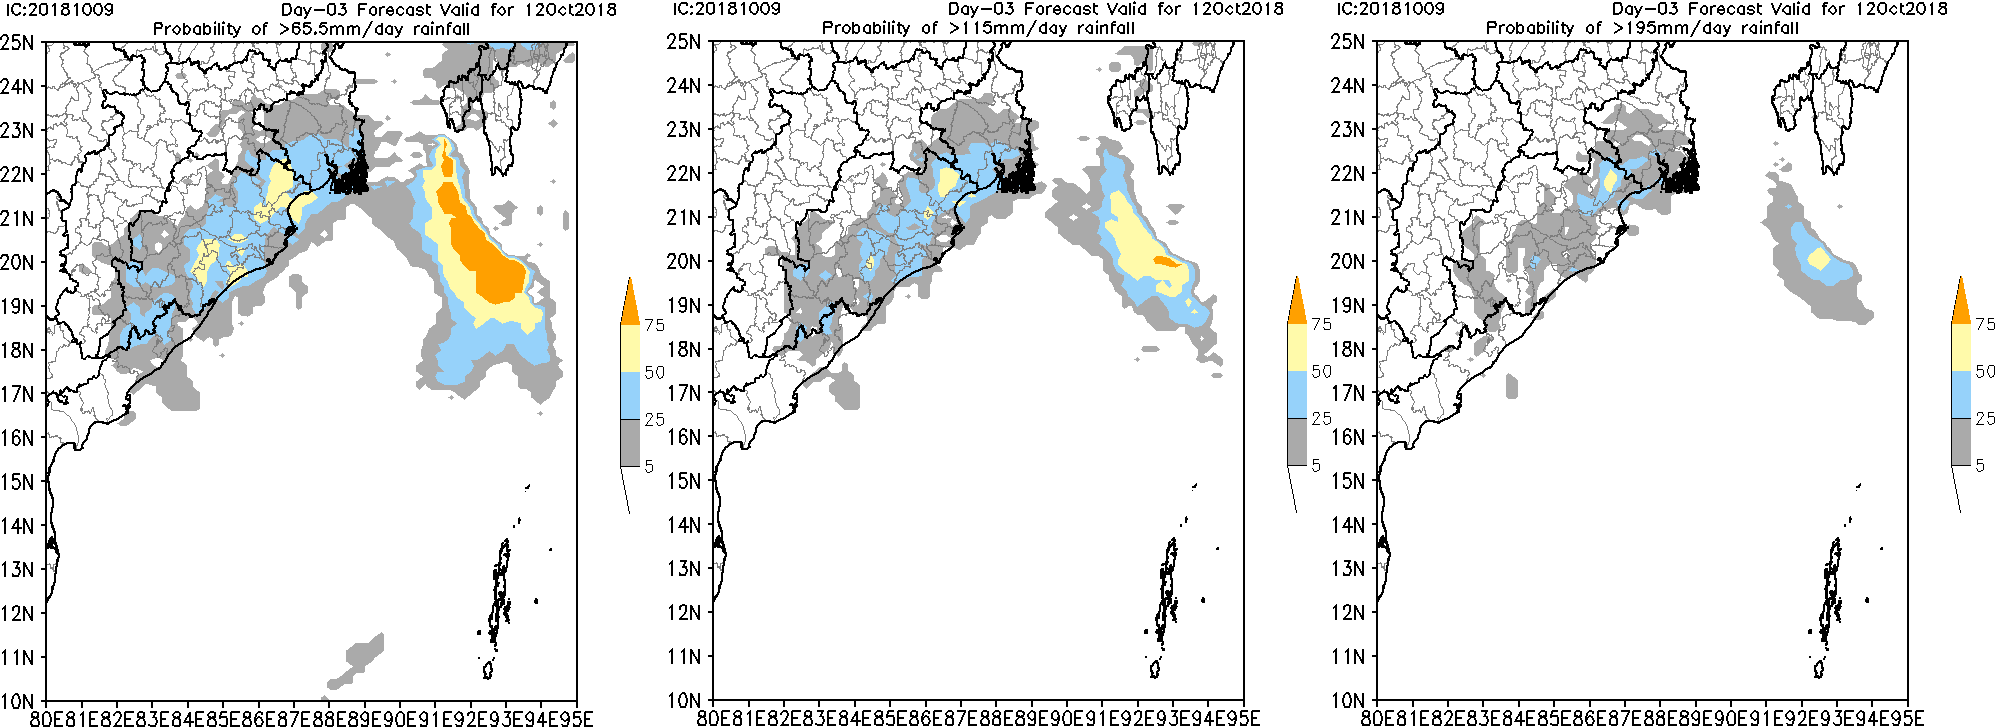 IC:20181009 Day-03 Forecast Valid for 12Oct2018
Probability of >65.5mm/day rainfall
25N
24N
23N
22N
21N
20N
19N
18N
17N
16N
15N
14N
13N
12N
11N
10N
80E81E82E83E84E85E86E87E88E89E90E91E92E93E94E95E
75
50
25
5
IC:20181009 Day-03 Forecast Valid for 12Oct2018
Probability of >115mm/day rainfall
25N
24N
23N
22N
21N
20N
19N
18N
17N
16N
15N
14N
13N
12N
11N
10N
80E81E82E83E84E85E86E87E88E89E90E91E92E93E94E95E
75
50
25
5
IC:20181009 Day-03 Forecast Valid for 12Oct2018
Probability of >195mm/day rainfall
25N
24N
23N
22N
21N
20N
19N
18N
17N
16N
15N
14N
13N
12N
11N
10N
80E81E82E83E84E85E86E87E88E89E90E91E92E93E94E95E
75
50
25
5